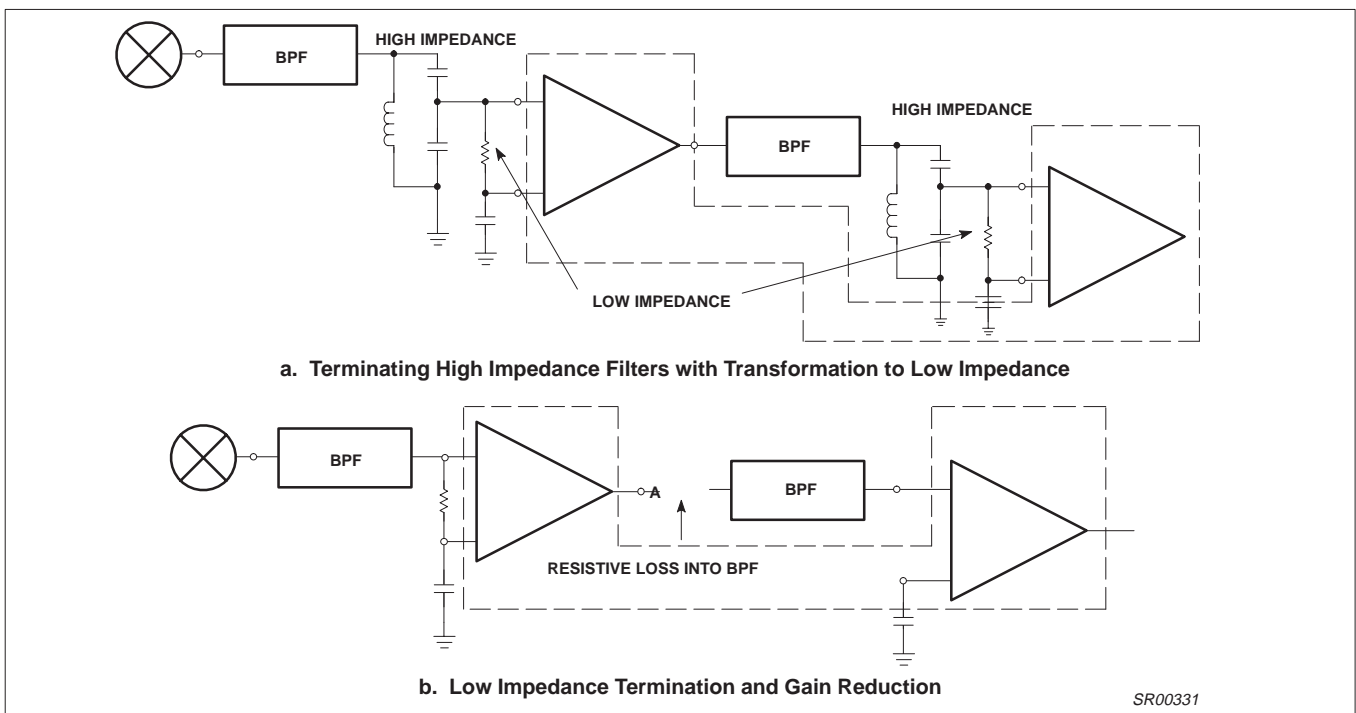 HIGH IMPEDANCE
BPF
HIGH IMPEDANCE
BPF
LOW IMPEDANCE
a. Terminating High Impedance Filters with Transformation to Low Impedance
BPF
A
BPF
RESISTIVE LOSS INTO BPF
b. Low Impedance Termination and Gain Reduction
SR00331